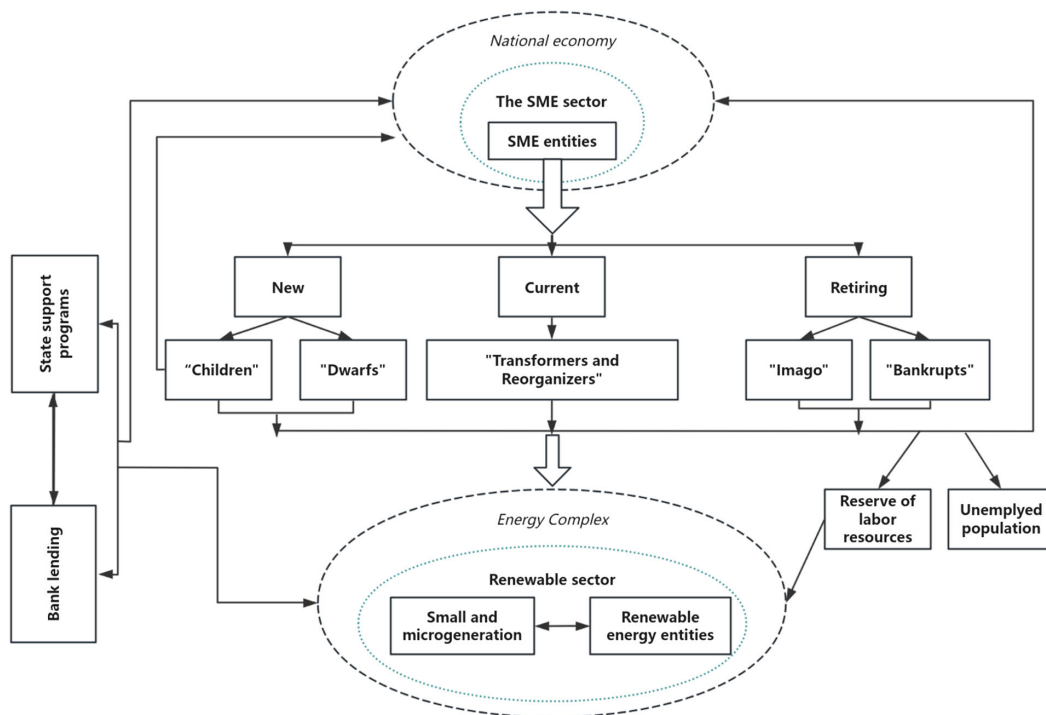 National economy
The SME sector
SME entities
New
Current
Retiring
State support
programs
“Children"
"Dwarfs"
"Transformers and
Reorganizers"
"Imago"
"Bankrupts"
Bank lending
Reserve of
labor
resources
Unemplyed
population
Energy Complex
Renewable sector
Small and
microgeneration
Renewable
energy entities